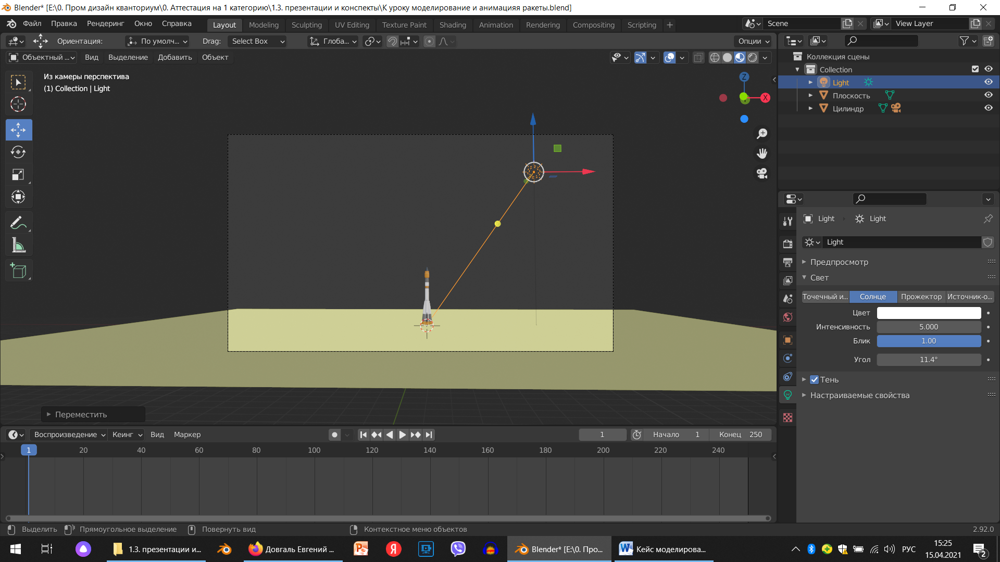 Blender* [E:\0. Пром дизайн кванториум\0. Аттестация на 1 категорию\1.3. презентации и конспекты\К уроку моделирование и анимацияя ракеты.blend]
Файл Правка Рендеринг Окно Справка Layout Modeling Sculpting UV Editing Texture Paint Shading Animation Rendering Compositing Scripting + Scene View Layer
Ориентация: По умолч... Drag: Select Box Глоба... Опции
Объектный ... Вид Выделение Добавить Объект
Из камеры перспектива
(1) Collection | Light
Z
X
Коллекция сцены
Collection
Light
Плоскость
Цилиндр
Light Light
Light
Предпросмотр
Свет
Точечный и... Солнце Прожектор Источник-о...
Цвет
Интенсивность 5.000
Блик 1.00
Угол 11.4°
Тень
Настраиваемые свойства
Переместить
Воспроизведение Кеинг Вид Маркер 1 Начало 1 Конец 250
1 20 40 60 80 100 120 140 160 180 200 220 240
Выделить Прямоугольное выделение Повернуть вид Контекстное меню объектов 2.92.0
1.3. презентации и... Довгаль Евгений ... Blender* [E:\0. Про... Кейс моделирова... РУС
15:25
15.04.2021
2